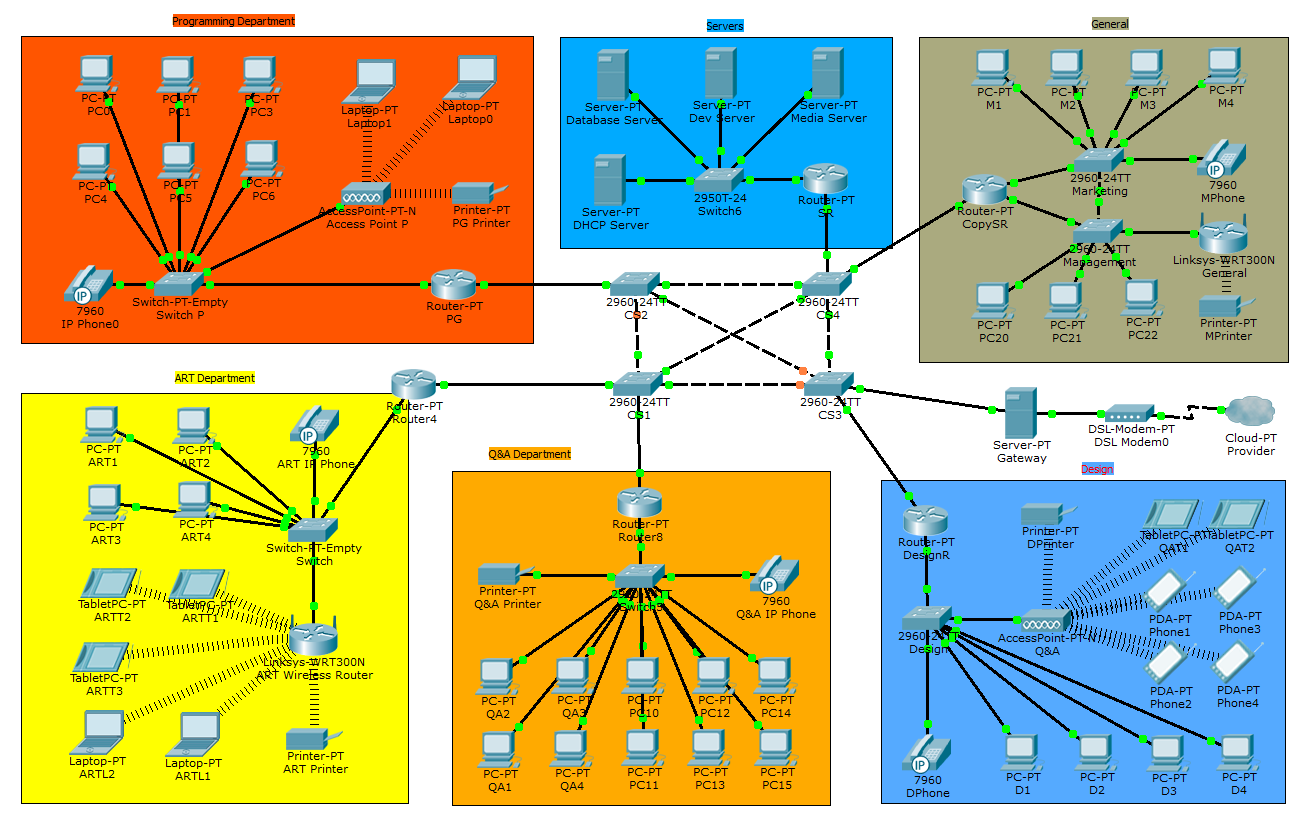 Programming Department
PC-PT
PC0
PC-PT
PC1
PC-PT
PC3
Laptop-PT
Laptop1
Laptop-PT
Laptop0
PC-PT
PC4
PC-PT
PC5
PC-PT
PC6
AccessPoint-PT-N
Access Point P
Printer-PT
PG Printer
IP
7960
IP Phone0
Switch-PT-Empty
Switch P
Router-PT
PG
Servers
Server-PT
Database Server
Server-PT
Dev Server
Server-PT
Media Server
Server-PT
DHCP Server
2950T-24
Switch6
Router-PT
SR
General
PC-PT
M1
PC-PT
M2
PC-PT
M3
PC-PT
M4
2960-24TT
Marketing
IP
7960
MPhone
Router-PT
CopySR
2960-24TT
Management
Linksys-WRT300N
General
PC-PT
PC20
PC-PT
PC21
PC-PT
PC22
Printer-PT
MPrinter
2960-24TT
CS2
2960-24TT
CS4
2960-24TT
CS1
2960-24TT
CS3
Server-PT
Gateway
DSL-Modem-PT
DSL Modem0
Cloud-PT
Provider
ART Department
Router-PT
Router4
PC-PT
ART1
PC-PT
ART2
IP
7960
ART IP Phone
PC-PT
ART3
PC-PT
ART4
Switch-PT-Empty
Switch
TabletPC-PT
ARTT2
TabletPC-PT
ARTT1
TabletPC-PT
ARTT3
Linksys-WRT300N
ART Wireless Router
Laptop-PT
ARTL2
Laptop-PT
ARTL1
Printer-PT
ART Printer
Q&A Department
Router-PT
Router8
Printer-PT
Q&A Printer
2960-24TT
Switch5
IP
7960
Q&A IP Phone
PC-PT
QA2
PC-PT
QA3
PC-PT
PC10
PC-PT
PC12
PC-PT
PC14
PC-PT
QA1
PC-PT
QA4
PC-PT
PC11
PC-PT
PC13
PC-PT
PC15
Design
Router-PT
DesignR
Printer-PT
DPrinter
TabletPC-PT
QAT1
TabletPC-PT
QAT2
2960-24TT
Design
AccessPoint-PT-N
Q&A
PDA-PT
Phone1
PDA-PT
Phone3
PDA-PT
Phone2
PDA-PT
Phone4
IP
7960
DPhone
PC-PT
D1
PC-PT
D2
PC-PT
D3
PC-PT
D4